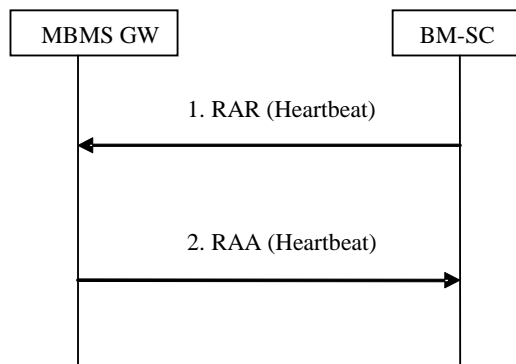 MBMS GW
BM-SC
1. RAR (Heartbeat)
2. RAA (Heartbeat)